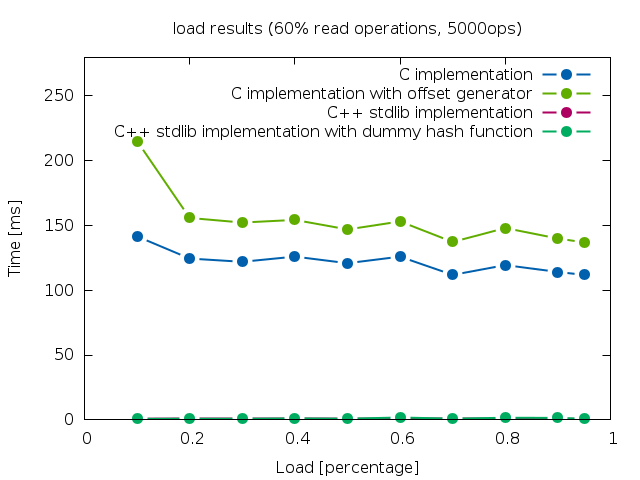 load results (60% read operations, 5000ops)
C implementation
C implementation with offset generator
C++ stdlib implementation
C++ stdlib implementation with dummy hash function
250
200
150
100
50
0
Time [ms]
0 0.2 0.4 0.6 0.8 1
Load [percentage]